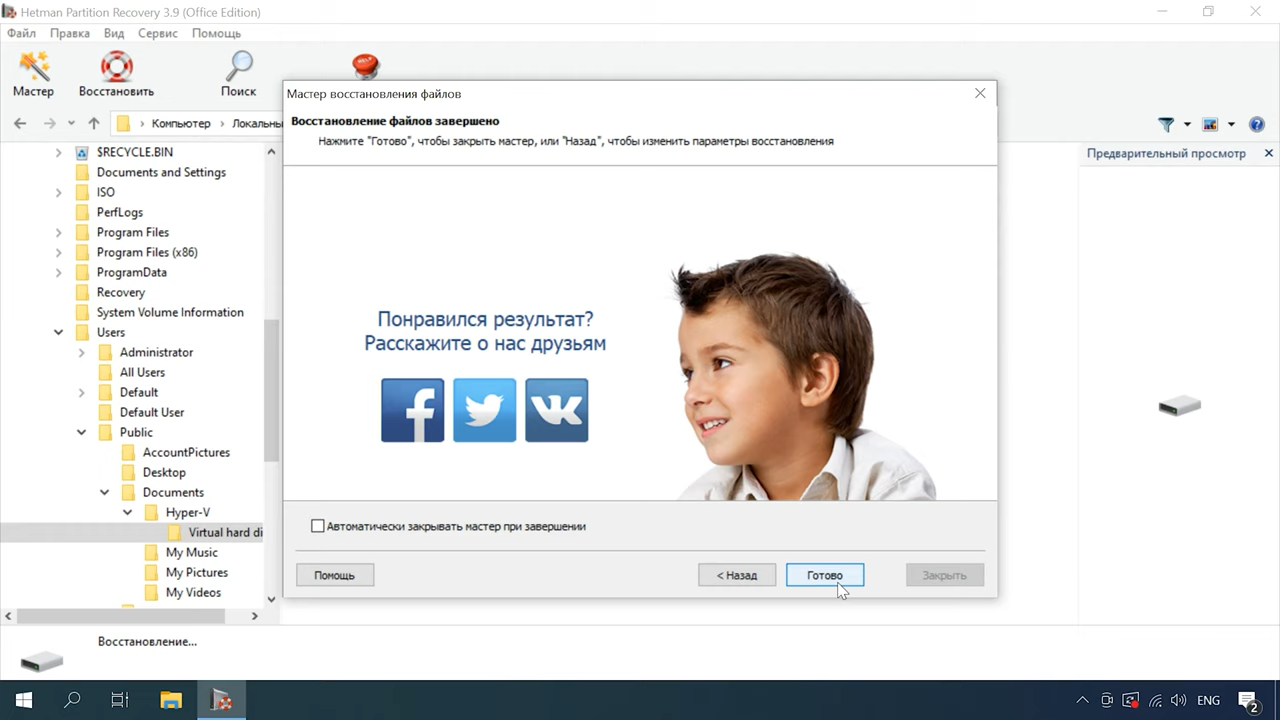 Hetman Partition Recovery 3.9 (Office Edition)
Файл Правка Вид Сервис Помощь
Мастер Восстановить Поиск
HELP
Компьютер Локальны
Предварительный просмотр
$RECYCLE.BIN
Documents and Settings
ISO
PerfLogs
Program Files
Program Files (x86)
ProgramData
Recovery
System Volume Information
Users
Administrator
All Users
Default
Default User
Public
AccountPictures
Desktop
Documents
Hyper-V
Virtual hard di
My Music
My Pictures
My Videos
Мастер восстановления файлов
Восстановление файлов завершено
Нажмите "Готово", чтобы закрыть мастер, или "Назад", чтобы изменить параметры восстановления
Понравился результат?
Расскажите о нас друзьям
Автоматически закрывать мастер при завершении
Помощь < Назад Готово Закрыть
Восстановление...
ENG
2